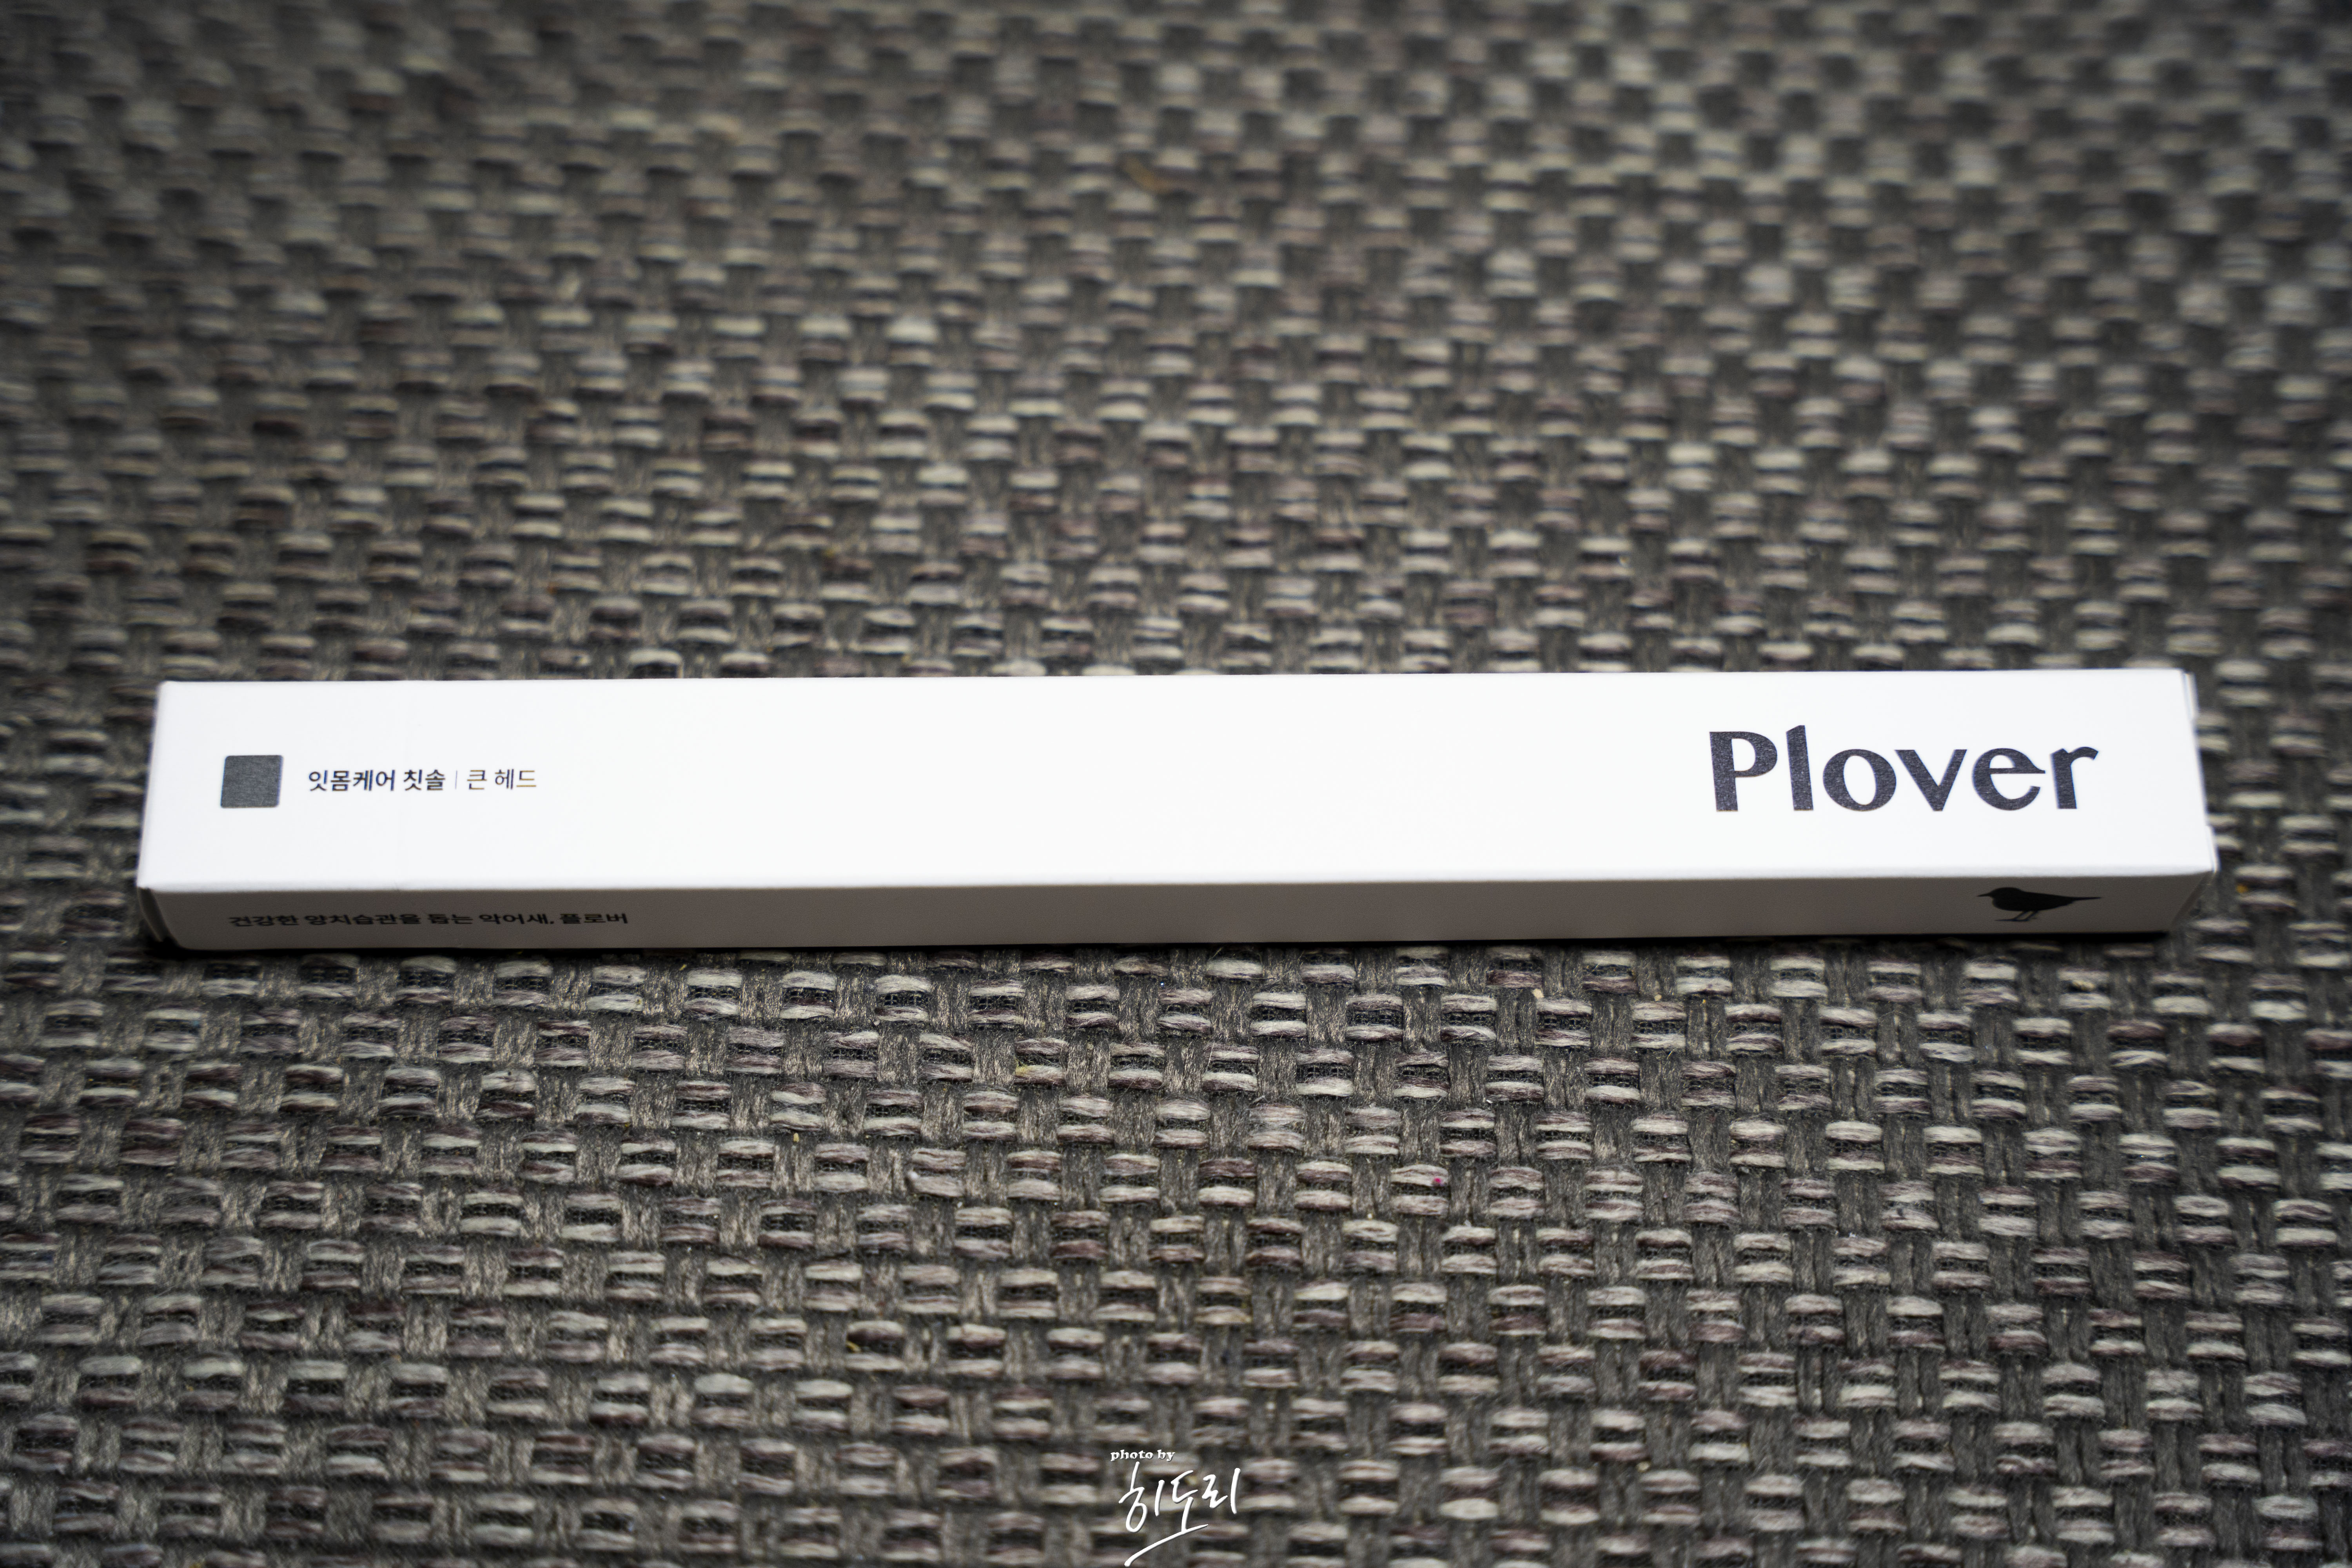 잇몸케어 칫솔 | 큰 헤드
Plover
건강한 양치습관을 돕는 악어새, 플로버
photo by
히도리